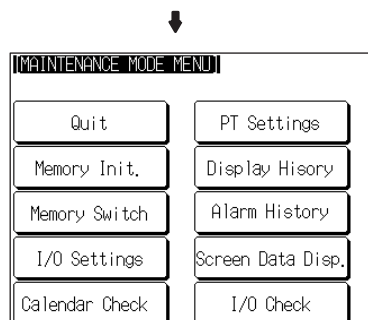 [MAINTENANCE MODE MENU]
Quit
PT Settings
Memory Init.
Display Hisory
Memory Switch
Alarm History
I/O Settings
Screen Data Disp.
Calendar Check
I/O Check